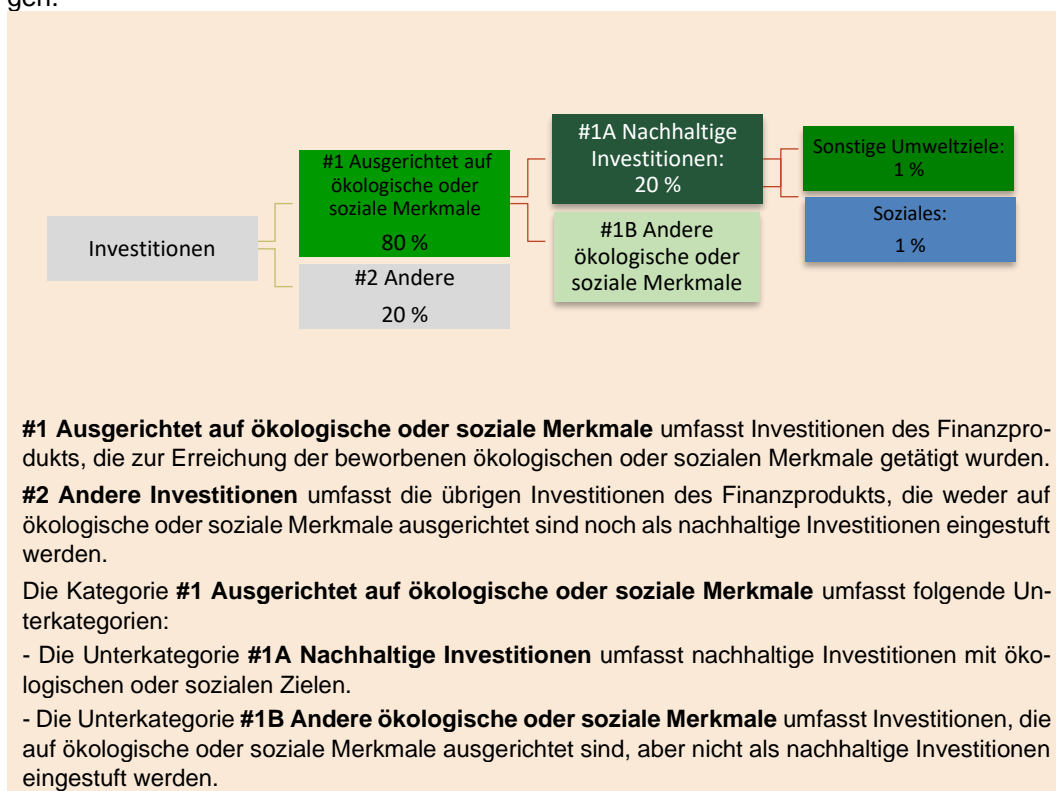 gen.
#1A Nachhaltige
Investitionen:
20 %
Sonstige Umweltziele:
1 %
#1 Ausgerichtet auf
ökologische oder
soziale Merkmale
80 %
Soziales:
1 %
Investitionen
#1B Andere
ökologische oder
soziale Merkmale
#2 Andere
20 %
#1 Ausgerichtet auf ökologische oder soziale Merkmale umfasst Investitionen des Finanzpro-
dukts, die zur Erreichung der beworbenen ökologischen oder sozialen Merkmale getätigt wurden.
#2 Andere Investitionen umfasst die übrigen Investitionen des Finanzprodukts, die weder auf
ökologische oder soziale Merkmale ausgerichtet sind noch als nachhaltige Investitionen eingestuft
werden.
Die Kategorie #1 Ausgerichtet auf ökologische oder soziale Merkmale umfasst folgende Un-
terkategorien:
- Die Unterkategorie #1A Nachhaltige Investitionen umfasst nachhaltige Investitionen mit öko-
logischen oder sozialen Zielen.
- Die Unterkategorie #1B Andere ökologische oder soziale Merkmale umfasst Investitionen, die
auf ökologische oder soziale Merkmale ausgerichtet sind, aber nicht als nachhaltige Investitionen
eingestuft werden.